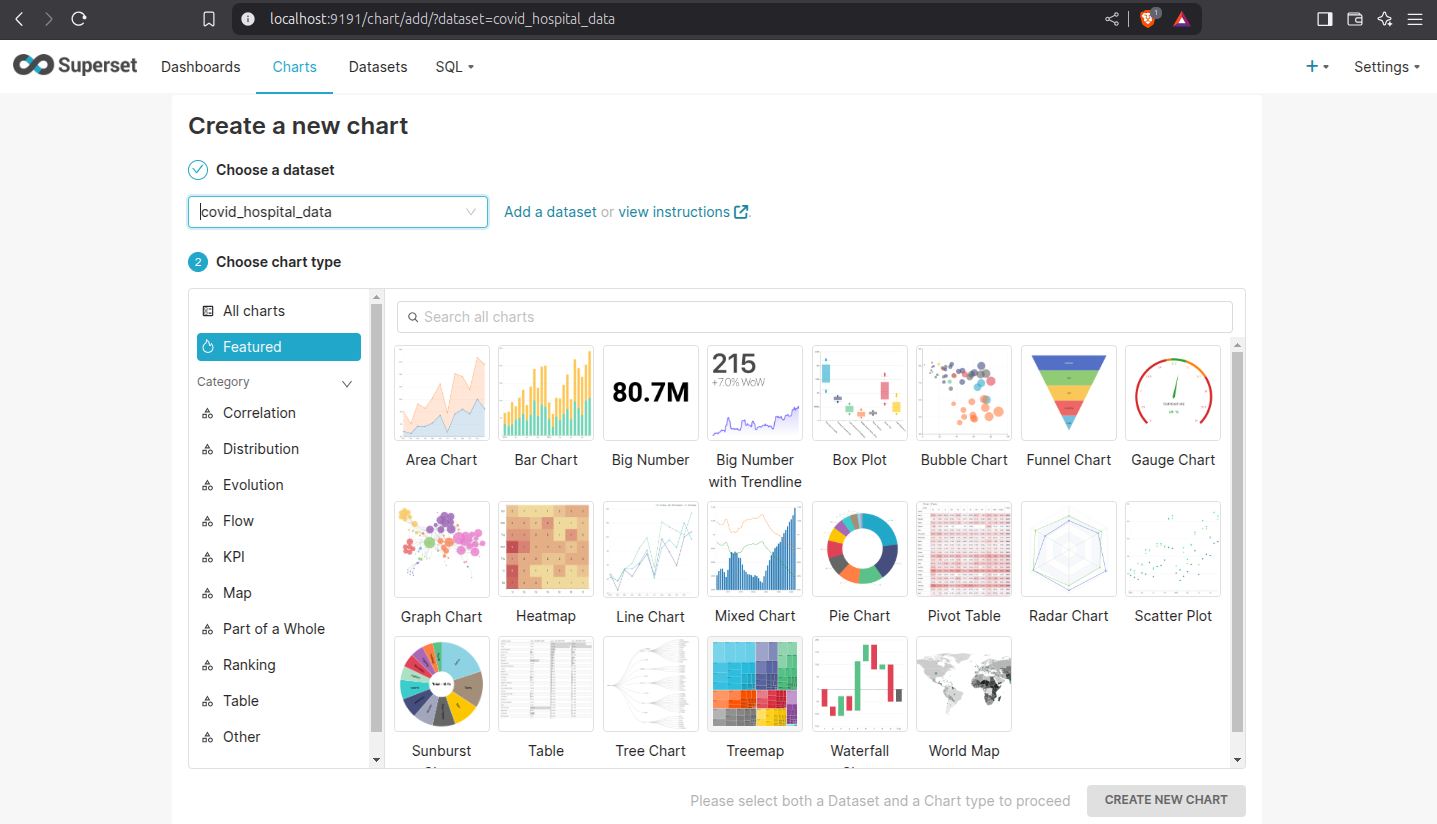 localhost:9191/chart/add/?dataset=covid_hospital_data
1
Superset
Dashboards
Charts
Datasets
SQL
+
Settings
Create a new chart
Choose a dataset
covid_hospital_data
Add a dataset or view instructions.
2 Choose chart type
All charts
Featured
Category
Correlation
Distribution
Evolution
Flow
KPI
Map
Part of a Whole
Ranking
Table
Other
Search all charts
80.7M
215
+7.0% WoW
Area Chart
Bar Chart
Big Number
Big Number
with Trendline
Box Plot
Bubble Chart
Funnel Chart
Gauge Chart
Graph Chart
Heatmap
Line Chart
Mixed Chart
Pie Chart
Pivot Table
Radar Chart
Scatter Plot
Sunburst
Table
Tree Chart
Treemap
Waterfall
World Map
Please select both a Dataset and a Chart type to proceed
CREATE NEW CHART